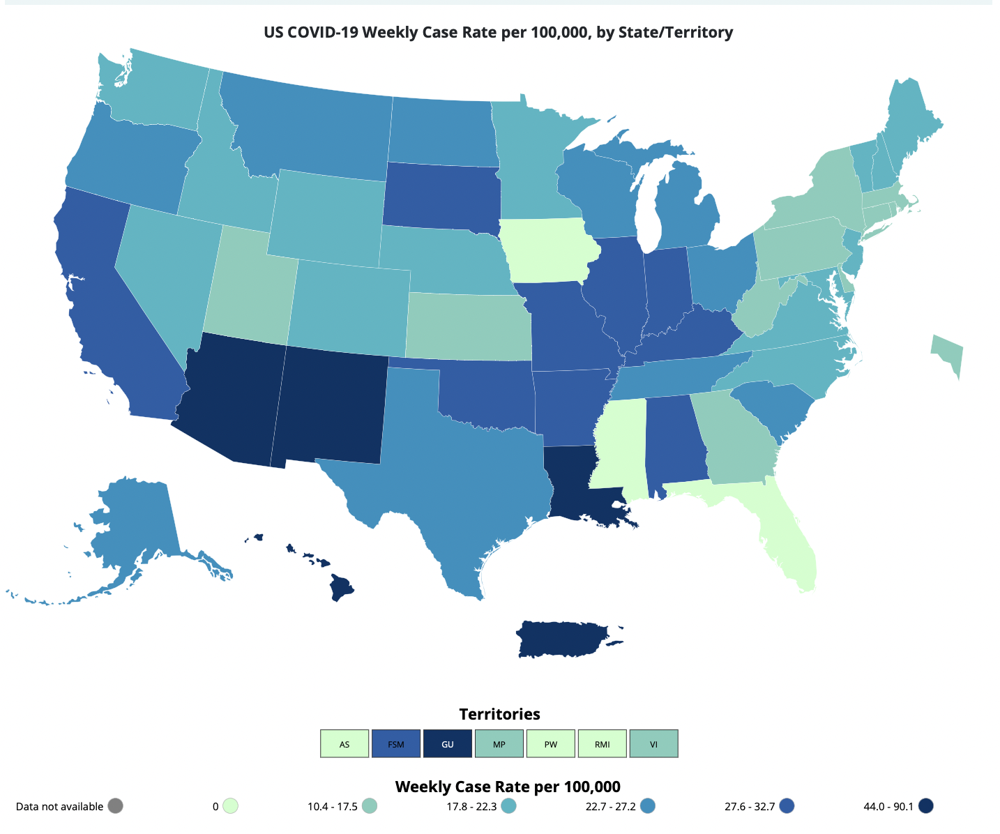 US COVID-19 Weekly Case Rate per 100,000, by State/Territory
Territories
AS FSM GU MP PW RMI VI
Weekly Case Rate per 100,000
Data not available 0 10.4 - 17.5 17.8 - 22.3 22.7 - 27.2 27.6 - 32.7 44.0 - 90.1